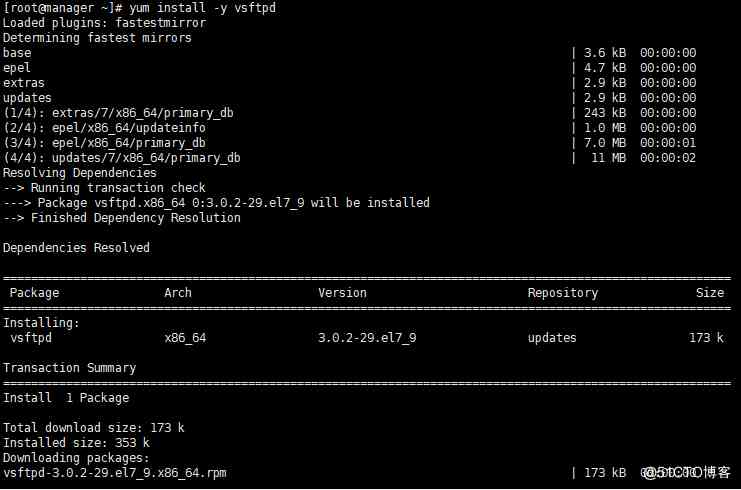 [root@manager ~]# yum install -y vsftpd
Loaded plugins: fastestmirror
Determining fastest mirrors
base | 3.6 kB 00:00:00
epel | 4.7 kB 00:00:00
extras | 2.9 kB 00:00:00
updates | 2.9 kB 00:00:00
(1/4): extras/7/x86_64/primary_db | 243 kB 00:00:00
(2/4): epel/x86_64/updateinfo | 1.0 MB 00:00:00
(3/4): epel/x86_64/primary_db | 7.0 MB 00:00:01
(4/4): updates/7/x86_64/primary_db | 11 MB 00:00:02
Resolving Dependencies
--> Running transaction check
---> Package vsftpd.x86_64 0:3.0.2-29.el7_9 will be installed
--> Finished Dependency Resolution
Dependencies Resolved
Package Arch Version Repository Size
Installing:
vsftpd x86_64 3.0.2-29.el7_9 updates 173 k
Transaction Summary
Install 1 Package
Total download size: 173 k
Installed size: 353 k
Downloading packages:
vsftpd-3.0.2-29.el7_9.x86_64.rpm | 173 kB
@51CTO博客